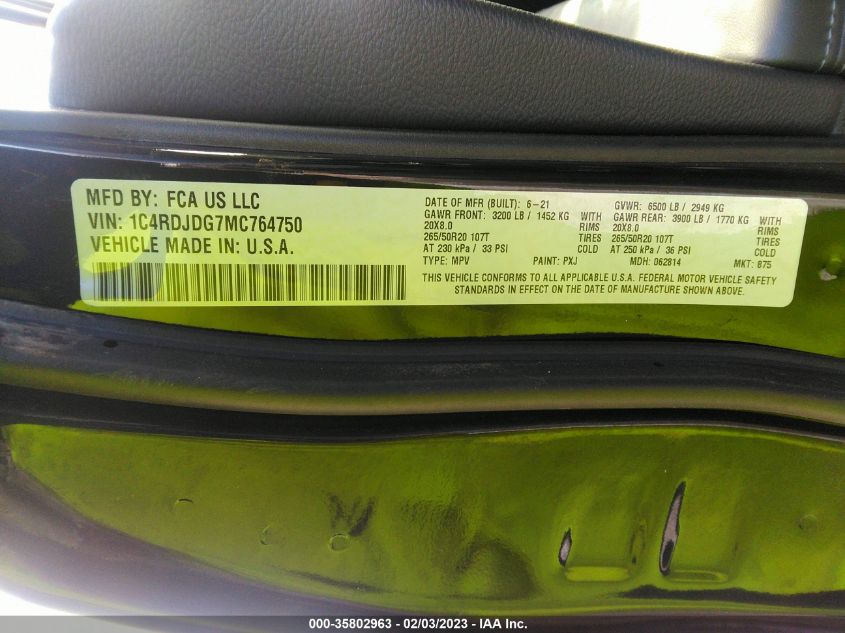 MFD BY: FCA US LLC
VIN: 1C4RDJDG7MC764750
VEHICLE MADE IN: U.S.A.
DATE OF MFR (BUILT): 6-21 GVWR: 6500 LB / 2949 KG
GAWR FRONT: 3200 LB / 1452 KG WITH GAWR REAR: 3900 LB / 1770 KG
20X8.0 RIMS 20X8.0 RIMS
265/50R20 107T TIRES 265/50R20 107T TIRES
AT 230 kPa / 33 PSI COLD AT 250 kPa / 36 PSI COLD
TYPE: MPV PAINT: PXJ MDH: 062814 MKT: 875
THIS VEHICLE CONFORMS TO ALL APPLICABLE U.S.A. FEDERAL MOTOR VEHICLE SAFETY
STANDARDS IN EFFECT ON THE DATE OF MANUFACTURE SHOWN ABOVE.
000-35802963 - 02/03/2023 - IAA Inc.